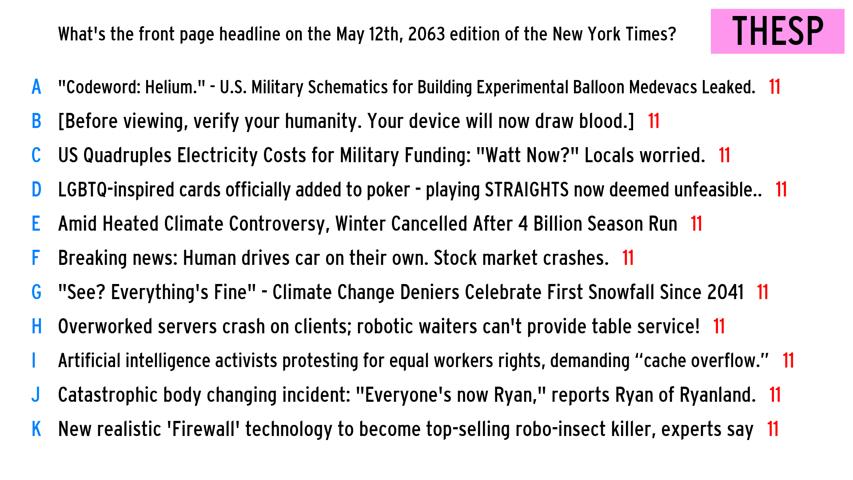 What's the front page headline on the May 12th, 2063 edition of the New York Times?
THESP
A "Codeword: Helium." - U.S. Military Schematics for Building Experimental Balloon Medevacs Leaked. 11
B [Before viewing, verify your humanity. Your device will now draw blood.] 11
C US Quadruples Electricity Costs for Military Funding: "Watt Now?" Locals worried. 11
D LGBTQ-inspired cards officially added to poker - playing STRAIGHTS now deemed unfeasible.. 11
E Amid Heated Climate Controversy, Winter Cancelled After 4 Billion Season Run 11
F Breaking news: Human drives car on their own. Stock market crashes. 11
G "See? Everything's Fine" - Climate Change Deniers Celebrate First Snowfall Since 2041 11
H Overworked servers crash on clients; robotic waiters can't provide table service! 11
I Artificial intelligence activists protesting for equal workers rights, demanding “cache overflow.” 11
J Catastrophic body changing incident: "Everyone's now Ryan," reports Ryan of Ryanland. 11
K New realistic 'Firewall' technology to become top-selling robo-insect killer, experts say 11